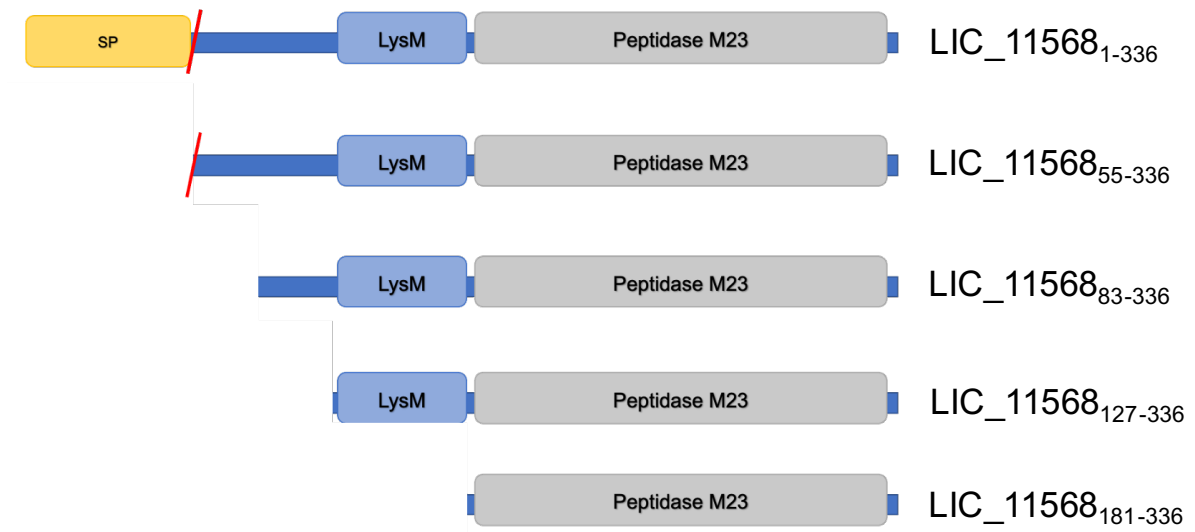 SP LysM Peptidase M23 LIC_11568₁₋₃₃₆
LysM Peptidase M23 LIC_11568₅₅₋₃₃₆
LysM Peptidase M23 LIC_11568₈₃₋₃₃₆
LysM Peptidase M23 LIC_11568₁₂₇₋₃₃₆
Peptidase M23 LIC_11568₁₈₁₋₃₃₆